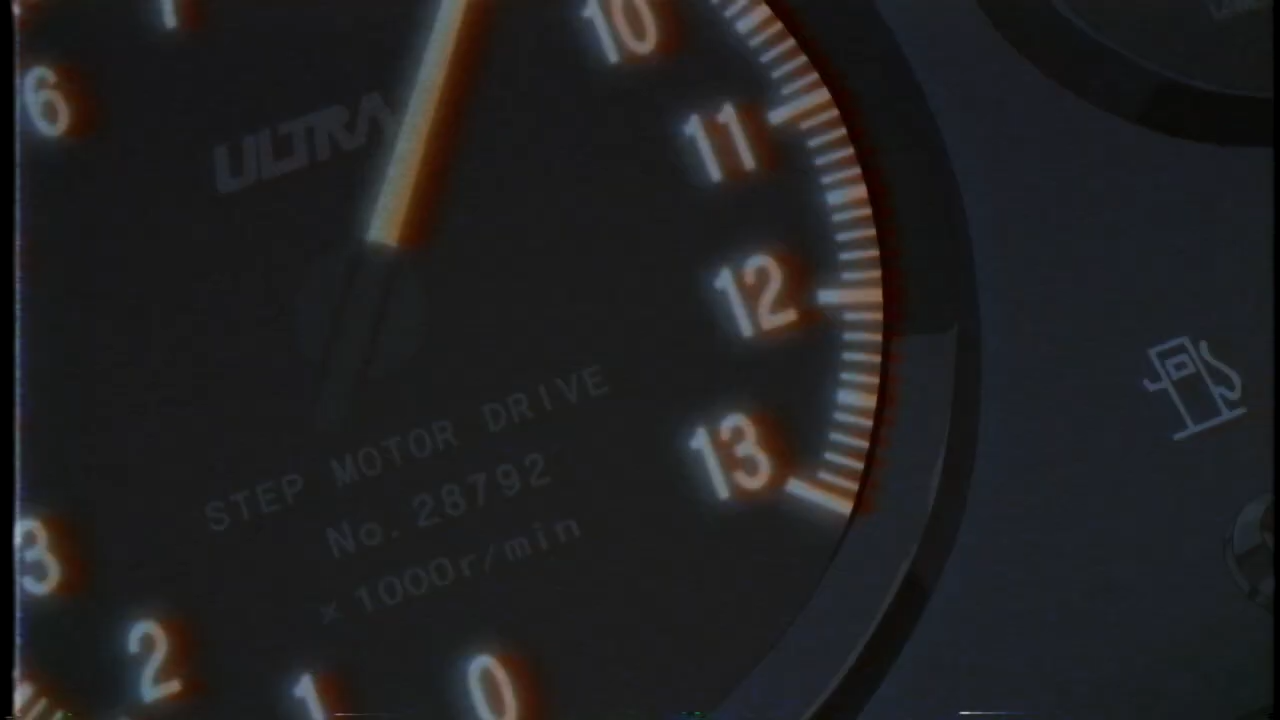 10
6
11
ULTRA
12
13
STEP MOTOR DRIVE
No. 28792
× 1000r/min
3
2
1
0